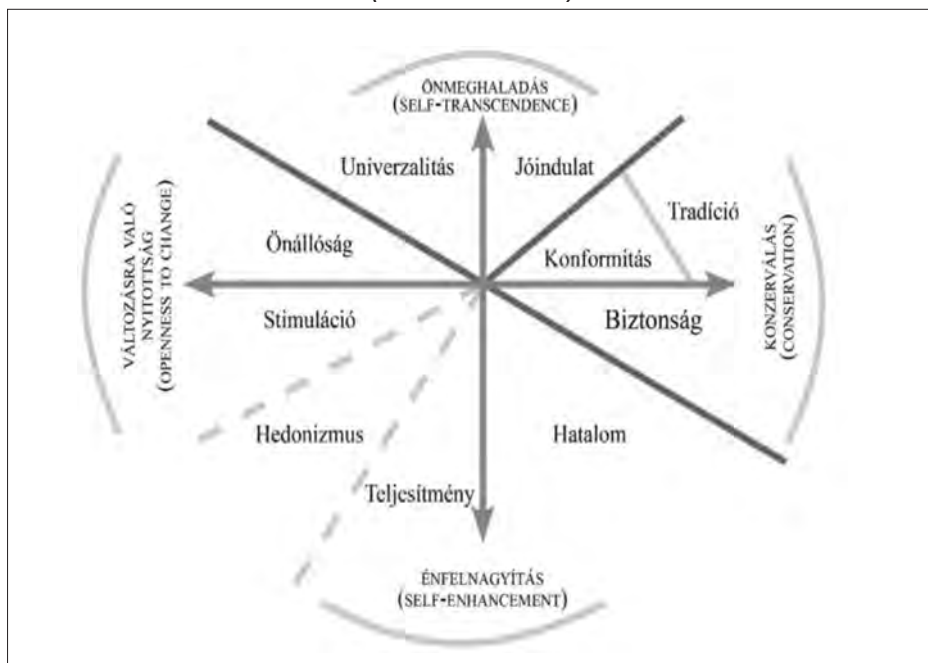 ÖNMEGHALADÁS
(SELF-TRANSCENDENCE)
Univerzalitás
Jóindulat
Tradíció
Önállóság
Konformitás
VÁLTOZÁSRA VALÓ
NYITOTTSÁG
(OPENNESS TO CHANGE)
Stimuláció
Biztonság
KONZERVÁLÁS
(CONSERVATION)
Hedonizmus
Hatalom
Teljesítmény
ÉNFELNAGYÍTÁS
(SELF-ENHANCEMENT)